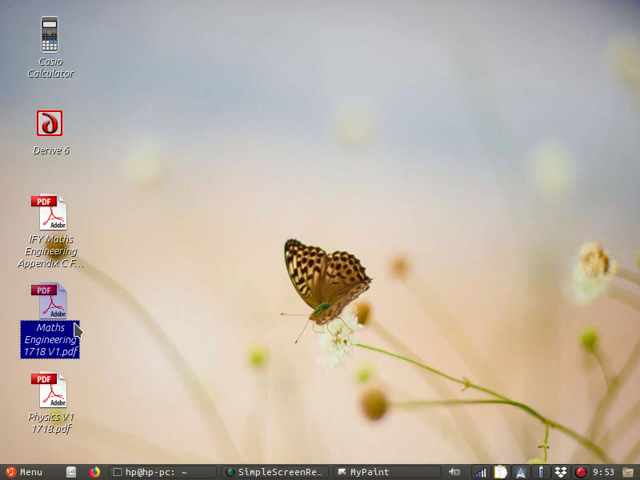 Casio
Calculator
Derive 6
PDF
Adobe
IFY Maths
Engineering
Appendix C F...
PDF
Maths
Engineering
1718 V1.pdf
PDF
Adobe
Physics V1
1718.pdf
Menu
hp@hp-pc: ~
SimpleScreenRe...
MyPaint
9:53